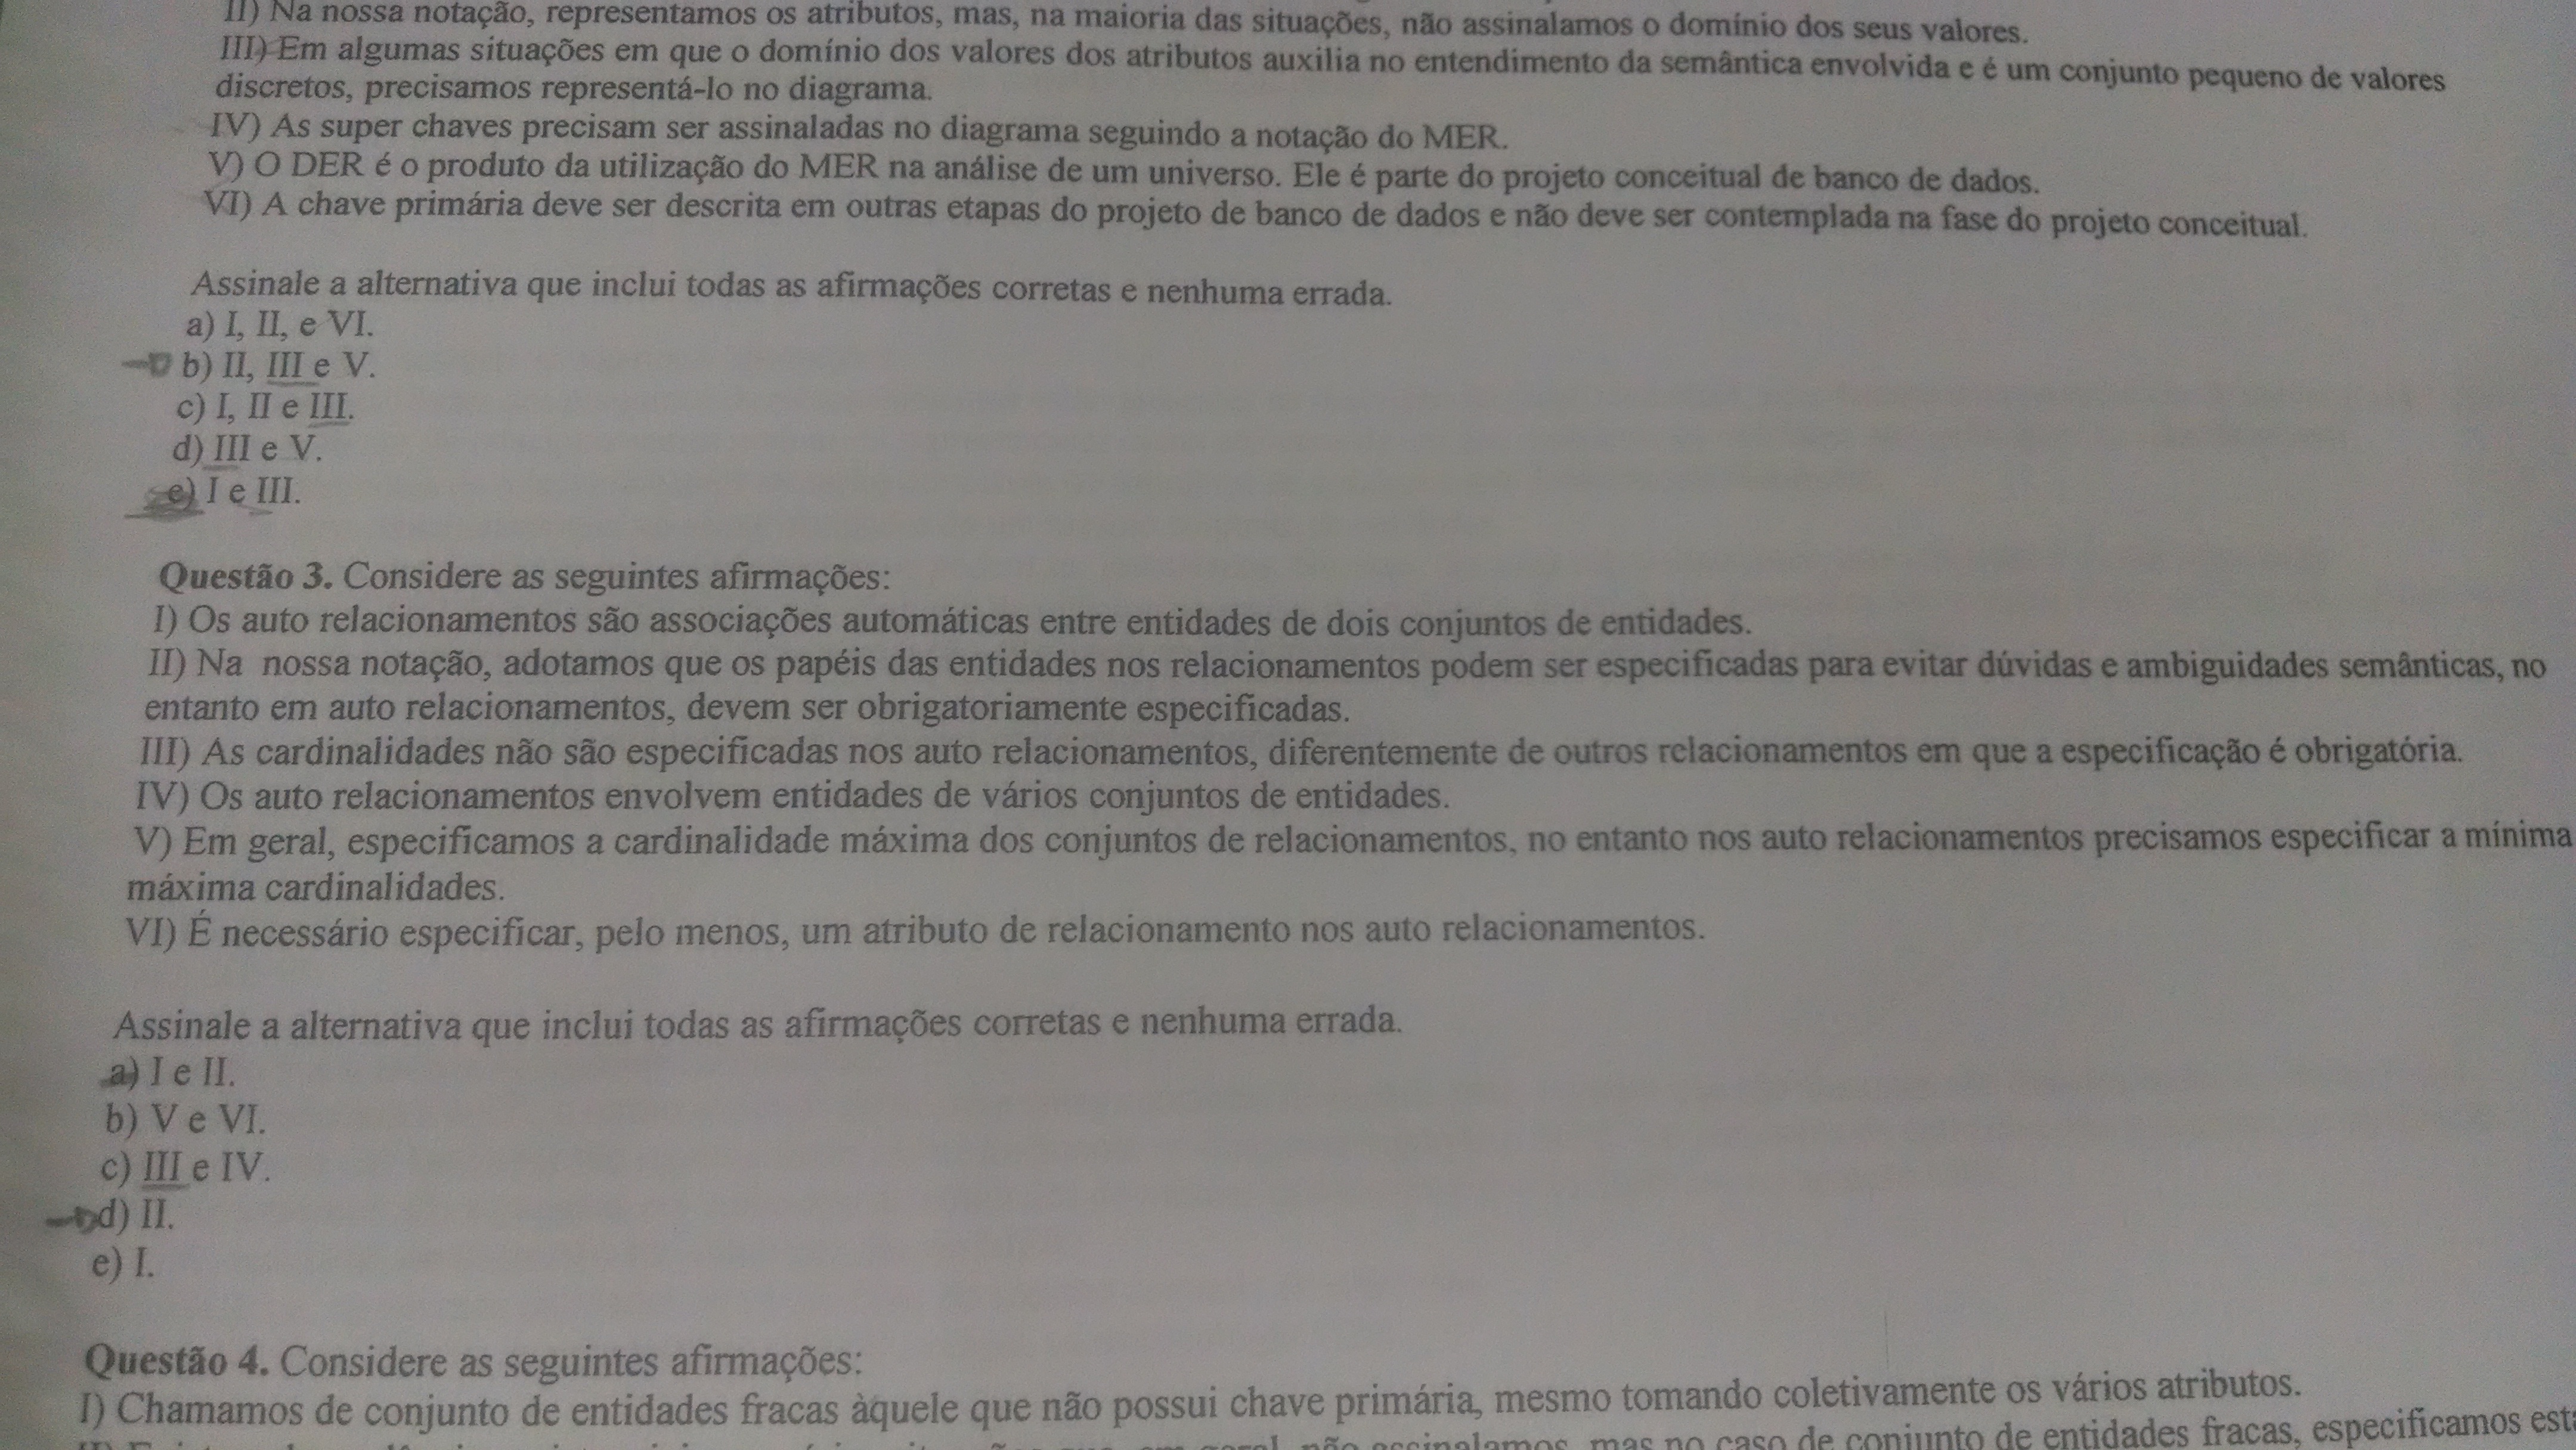 II) Na nossa notação, representamos os atributos, mas, na maioria das situações, não assinalamos o domínio dos seus valores.
III) Em algumas situações em que o domínio dos valores dos atributos auxilia no entendimento da semântica envolvida e é um conjunto pequeno de valores
discretos, precisamos representá-lo no diagrama.
IV) As super chaves precisam ser assinaladas no diagrama seguindo a notação do MER.
V) O DER é o produto da utilização do MER na análise de um universo. Ele é parte do projeto conceitual de banco de dados.
VI) A chave primária deve ser descrita em outras etapas do projeto de banco de dados e não deve ser contemplada na fase do projeto conceitual.
Assinale a alternativa que inclui todas as afirmações corretas e nenhuma errada.
a) I, II, e VI.
b) II, III e V.
c) I, II e III.
d) III e V.
e) I e III.
Questão 3. Considere as seguintes afirmações:
I) Os auto relacionamentos são associações automáticas entre entidades de dois conjuntos de entidades.
II) Na nossa notação, adotamos que os papéis das entidades nos relacionamentos podem ser especificadas para evitar dúvidas e ambiguidades semânticas, no
entanto em auto relacionamentos, devem ser obrigatoriamente especificadas.
III) As cardinalidades não são especificadas nos auto relacionamentos, diferentemente de outros relacionamentos em que a especificação é obrigatória.
IV) Os auto relacionamentos envolvem entidades de vários conjuntos de entidades.
V) Em geral, especificamos a cardinalidade máxima dos conjuntos de relacionamentos, no entanto nos auto relacionamentos precisamos especificar a mínima
máxima cardinalidades.
VI) É necessário especificar, pelo menos, um atributo de relacionamento nos auto relacionamentos.
Assinale a alternativa que inclui todas as afirmações corretas e nenhuma errada.
a) I e II.
b) V e VI.
c) III e IV.
d) II.
e) I.
Questão 4. Considere as seguintes afirmações:
I) Chamamos de conjunto de entidades fracas àquele que não possui chave primária, mesmo tomando coletivamente os vários atributos.
não assinalamos, mas no caso de conjunto de entidades fracas, especificamos